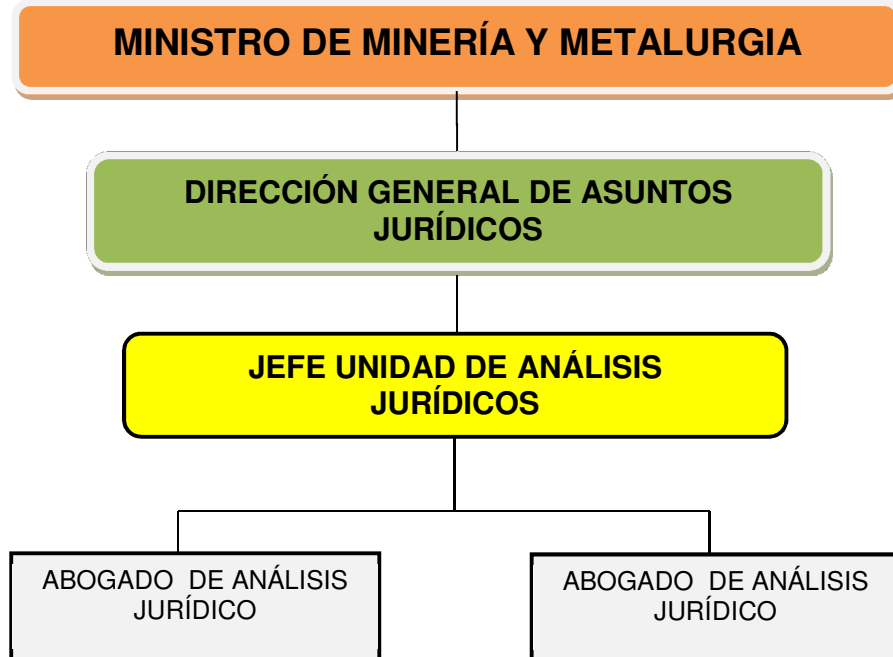 MINISTRO DE MINERÍA Y METALURGIA
DIRECCIÓN GENERAL DE ASUNTOS
JURÍDICOS
JEFE UNIDAD DE ANÁLISIS
JURÍDICOS
ABOGADO DE ANÁLISIS
JURÍDICO
ABOGADO DE ANÁLISIS
JURÍDICO